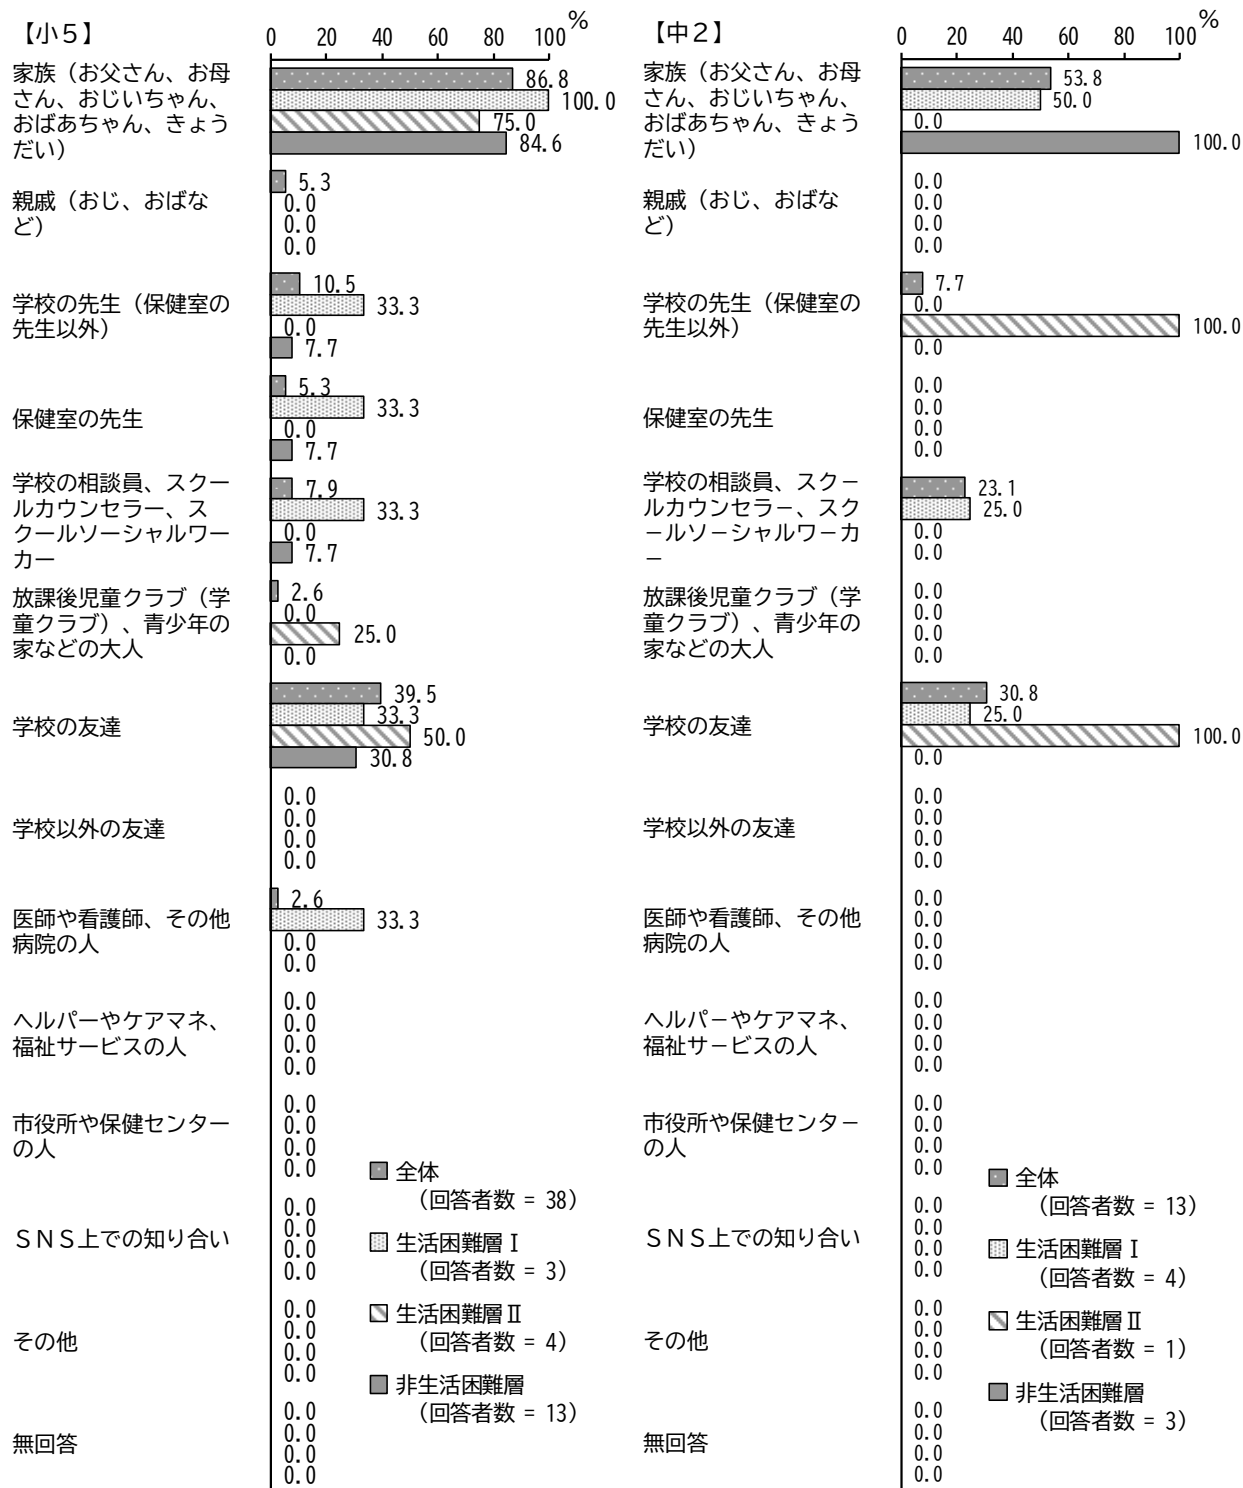 【小５】
0 20 40 60 80 100 %
家族（お父さん、お母
さん、おじいちゃん、
おばあちゃん、きょう
だい）
86.8
100.0
75.0
84.6
親戚（おじ、おばな
ど）
5.3
0.0
0.0
0.0
学校の先生（保健室の
先生以外）
10.5
33.3
0.0
7.7
保健室の先生
5.3
33.3
0.0
7.7
学校の相談員、スクー
ルカウンセラー、ス
クールソーシャルワー
カー
7.9
33.3
0.0
7.7
放課後児童クラブ（学
童クラブ）、青少年の
家などの大人
2.6
0.0
25.0
0.0
学校の友達
39.5
33.3
50.0
30.8
学校以外の友達
0.0
0.0
0.0
0.0
医師や看護師、その他
病院の人
2.6
33.3
0.0
0.0
ヘルパーやケアマネ、
福祉サービスの人
0.0
0.0
0.0
0.0
市役所や保健センター
の人
0.0
0.0
0.0
0.0
ＳＮＳ上での知り合い
0.0
0.0
0.0
0.0
その他
0.0
0.0
0.0
0.0
無回答
0.0
0.0
0.0
0.0
全体
（回答者数 = 38）
生活困難層Ⅰ
（回答者数 = 3）
生活困難層Ⅱ
（回答者数 = 4）
非生活困難層
（回答者数 = 13）
【中２】
0 20 40 60 80 100 %
家族（お父さん、お母
さん、おじいちゃん、
おばあちゃん、きょう
だい）
53.8
50.0
0.0
100.0
親戚（おじ、おばな
ど）
0.0
0.0
0.0
0.0
学校の先生（保健室の
先生以外）
7.7
0.0
100.0
0.0
保健室の先生
0.0
0.0
0.0
0.0
学校の相談員、スクー
ルカウンセラー、スク
ールソーシャルワーカ
ー
23.1
25.0
0.0
0.0
放課後児童クラブ（学
童クラブ）、青少年の
家などの大人
0.0
0.0
0.0
0.0
学校の友達
30.8
25.0
100.0
0.0
学校以外の友達
0.0
0.0
0.0
0.0
医師や看護師、その他
病院の人
0.0
0.0
0.0
0.0
ヘルパーやケアマネ、
福祉サービスの人
0.0
0.0
0.0
0.0
市役所や保健センター
の人
0.0
0.0
0.0
0.0
ＳＮＳ上での知り合い
0.0
0.0
0.0
0.0
その他
0.0
0.0
0.0
0.0
無回答
0.0
0.0
0.0
0.0
全体
（回答者数 = 13）
生活困難層Ⅰ
（回答者数 = 4）
生活困難層Ⅱ
（回答者数 = 1）
非生活困難層
（回答者数 = 3）